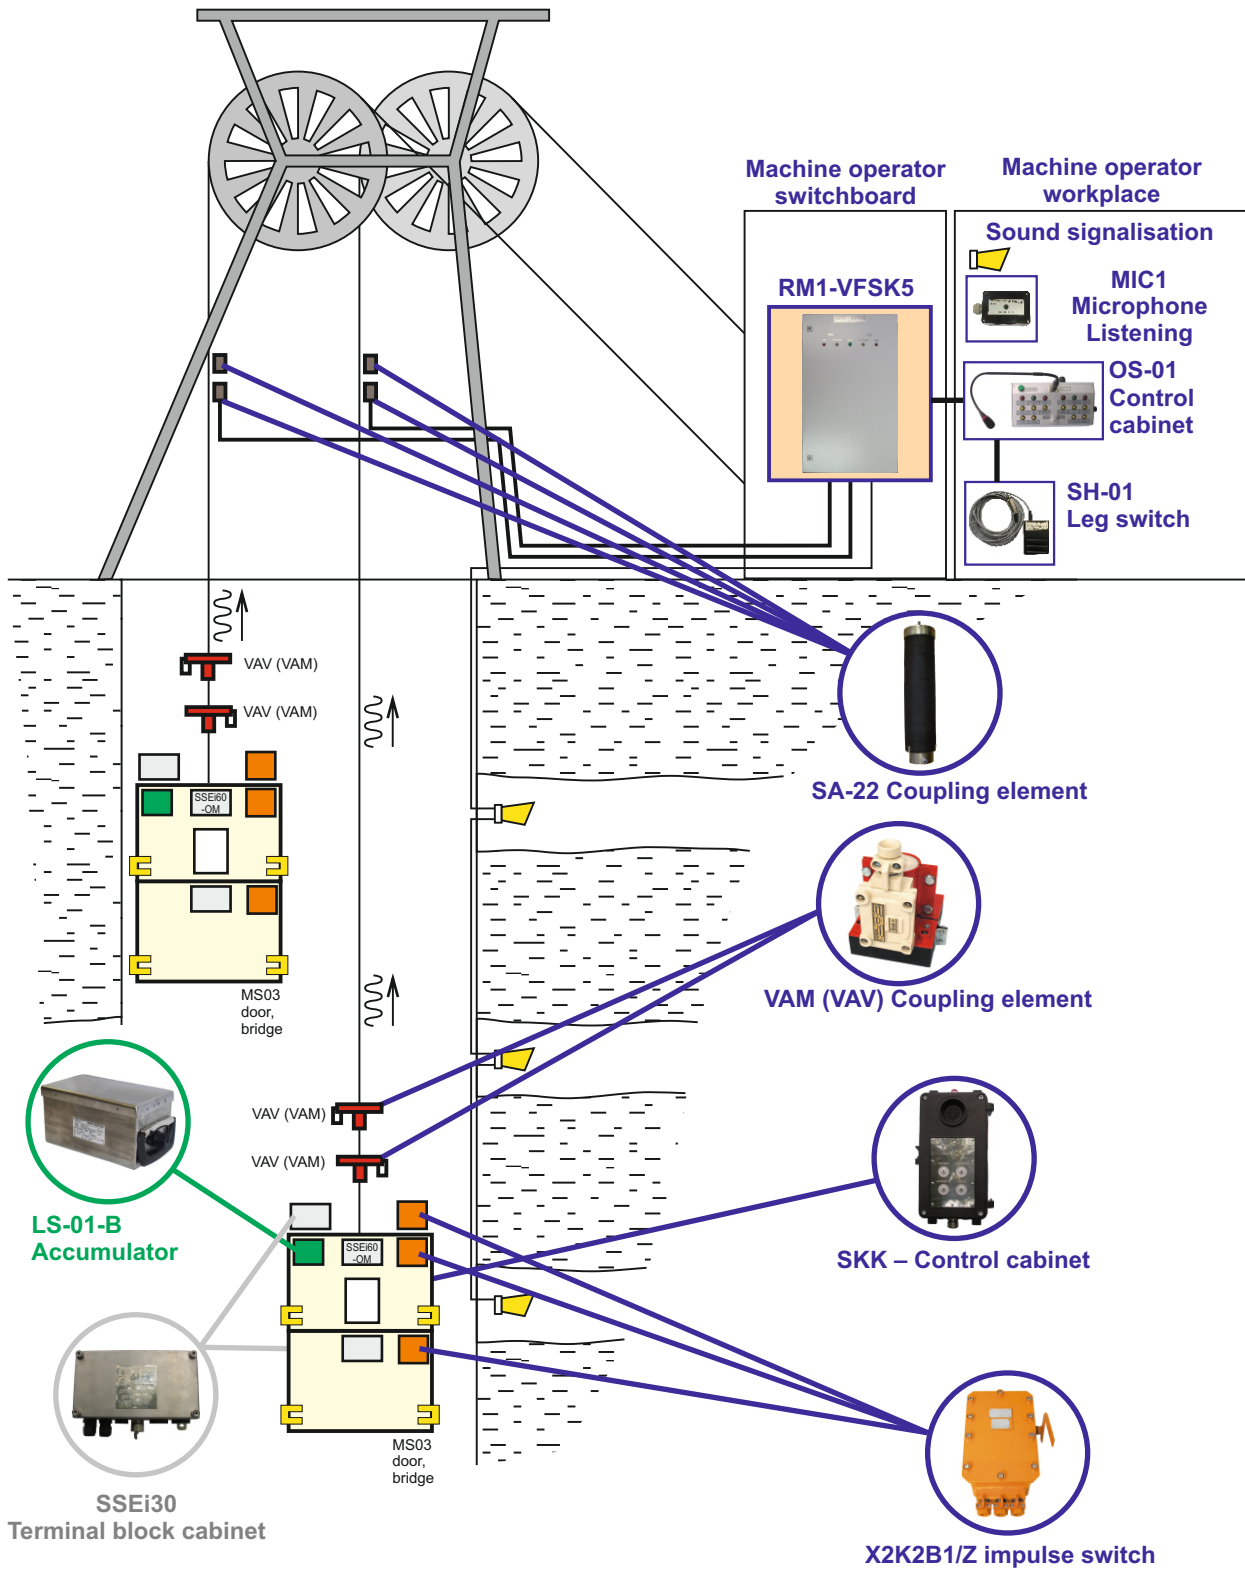 Machine operator
switchboard
Machine operator
workplace
Sound signalisation
RM1-VFSK5
MIC1
Microphone
Listening
OS-01
Control
cabinet
SH-01
Leg switch
VAV (VAM)
VAV (VAM)
SSEi60
-OM
SA-22 Coupling element
MS03
door,
bridge
VAM (VAV) Coupling element
VAV (VAM)
VAV (VAM)
LS-01-B
Accumulator
SSEi60
-OM
SKK – Control cabinet
MS03
door,
bridge
SSEi30
Terminal block cabinet
X2K2B1/Z impulse switch